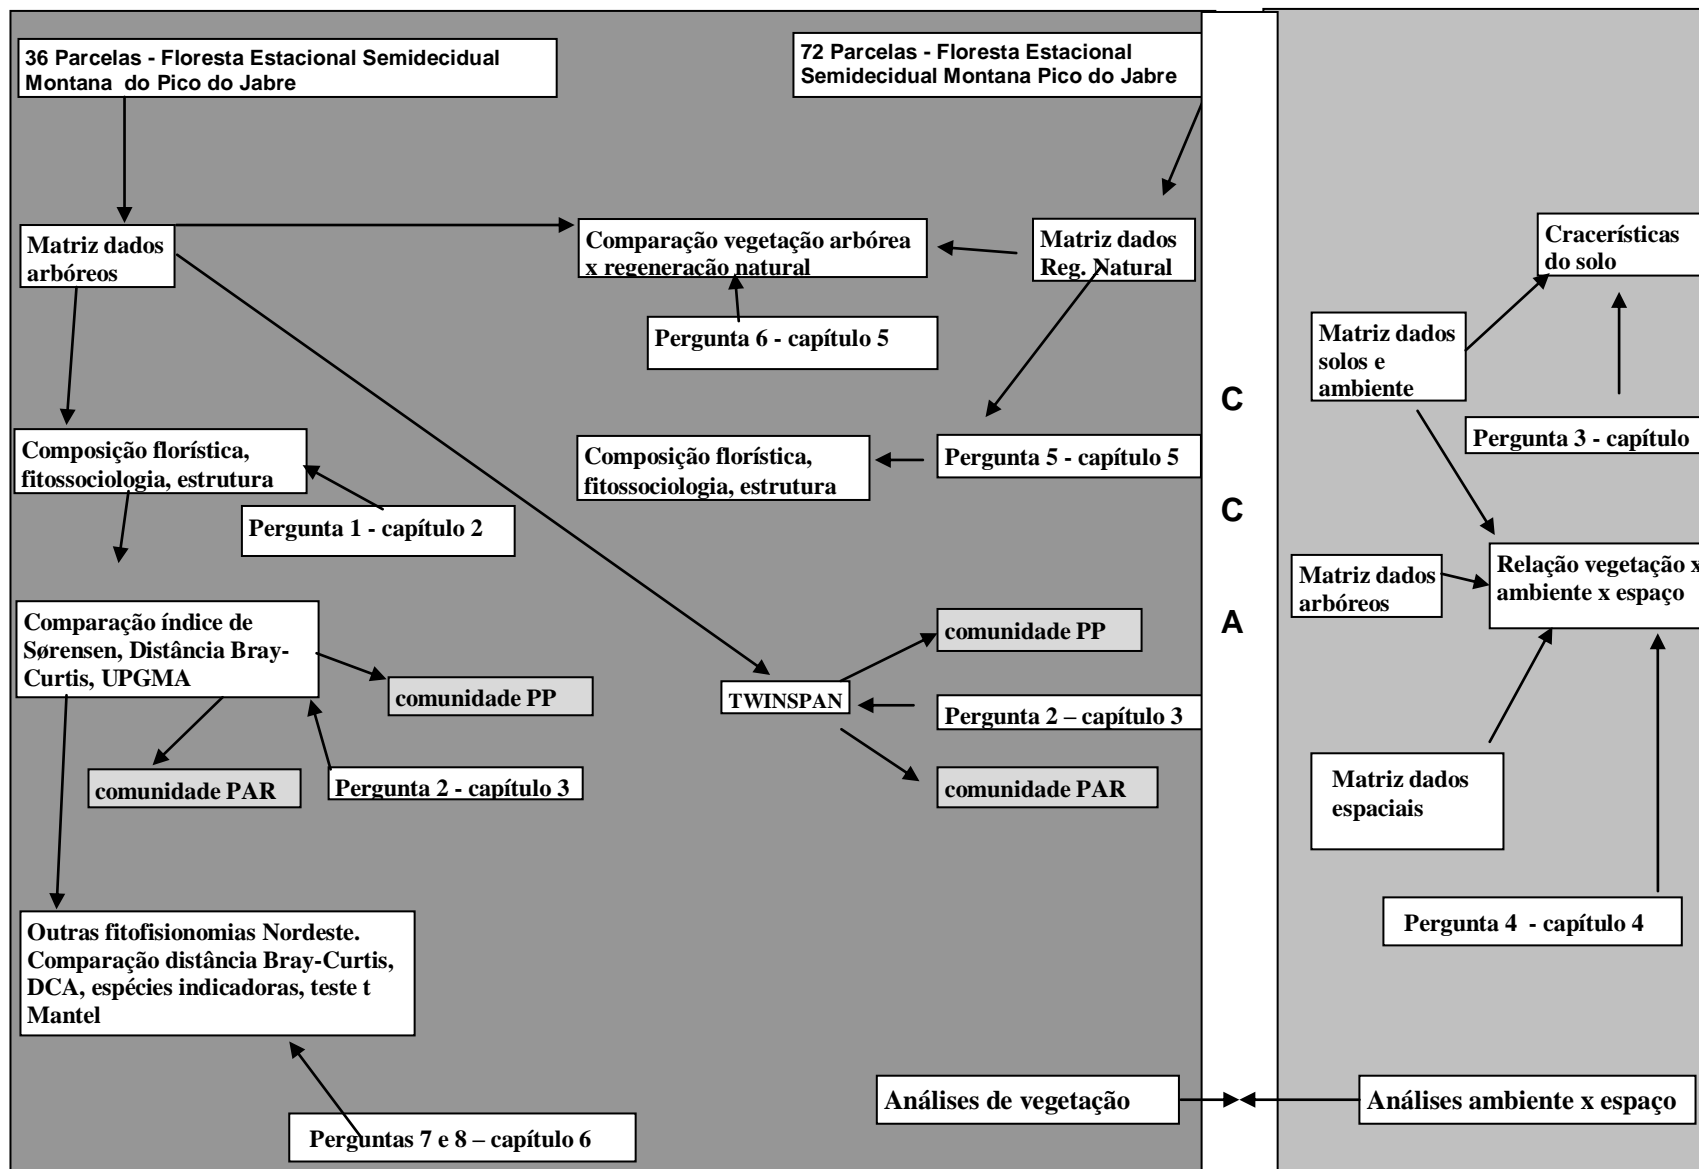 36 Parcelas - Floresta Estacional Semidecidual
Montana do Pico do Jabre
72 Parcelas - Floresta Estacional
Semidecidual Montana Pico do Jabre
Matriz dados
arbóreos
Comparação vegetação arbórea
x regeneração natural
Matriz dados
Reg. Natural
Pergunta 6 - capítulo 5
Composição florística,
fitossociologia, estrutura
Pergunta 1 - capítulo 2
Composição florística,
fitossociologia, estrutura
Pergunta 5 - capítulo 5
Comparação índice de
Sørensen, Distância Bray-
Curtis, UPGMA
comunidade PP
comunidade PAR
Pergunta 2 - capítulo 3
TWINSPAN
comunidade PP
Pergunta 2 – capítulo 3
comunidade PAR
Outras fitofisionomias Nordeste.
Comparação distância Bray-Curtis,
DCA, espécies indicadoras, teste t
Mantel
Perguntas 7 e 8 – capítulo 6
Análises de vegetação
C
C
A
Cracerísticas
do solo
Matriz dados
solos e
ambiente
Pergunta 3 - capítulo
Matriz dados
arbóreos
Relação vegetação x
ambiente x espaço
Matriz dados
espaciais
Pergunta 4 - capítulo 4
Análises ambiente x espaço